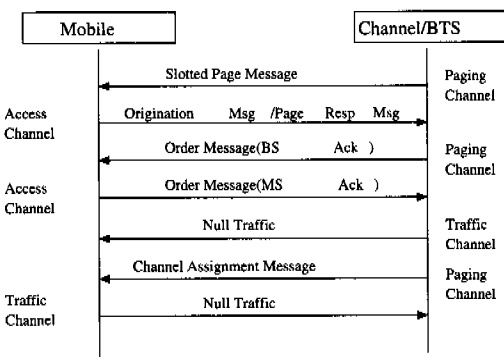 Mobile
Channel/BTS
Slotted Page Message
Paging
Channel
Access
Channel
Origination Msg /Page Resp Msg
Order Message(BS Ack )
Paging
Channel
Access
Channel
Order Message(MS Ack )
Null Traffic
Traffic
Channel
Channel Assignment Message
Paging
Channel
Traffic
Channel
Null Traffic